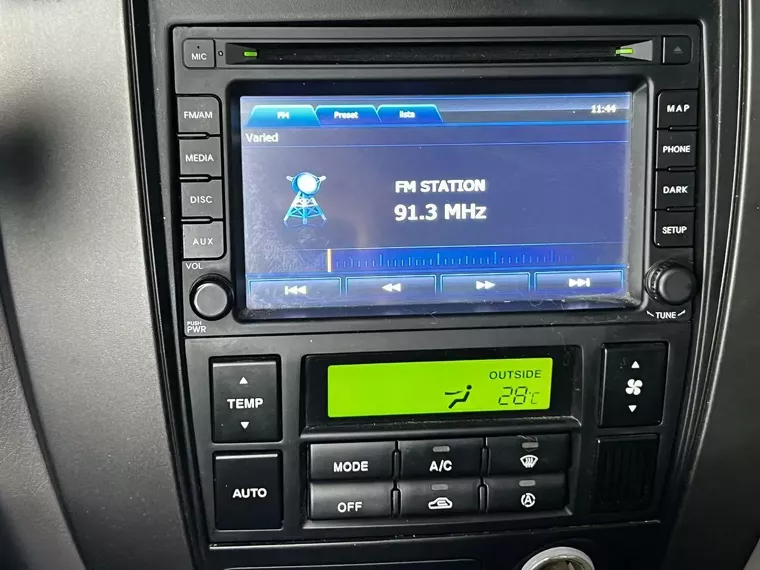 MIC
FM/AM
MEDIA
DISC
AUX
VOL
PUSH
PWR
FM Preset lists 11:44
Varied
FM STATION
91.3 MHz
MAP
PHONE
DARK
SETUP
TUNE
TEMP
AUTO
OUTSIDE
28°C
MODE A/C
OFF A